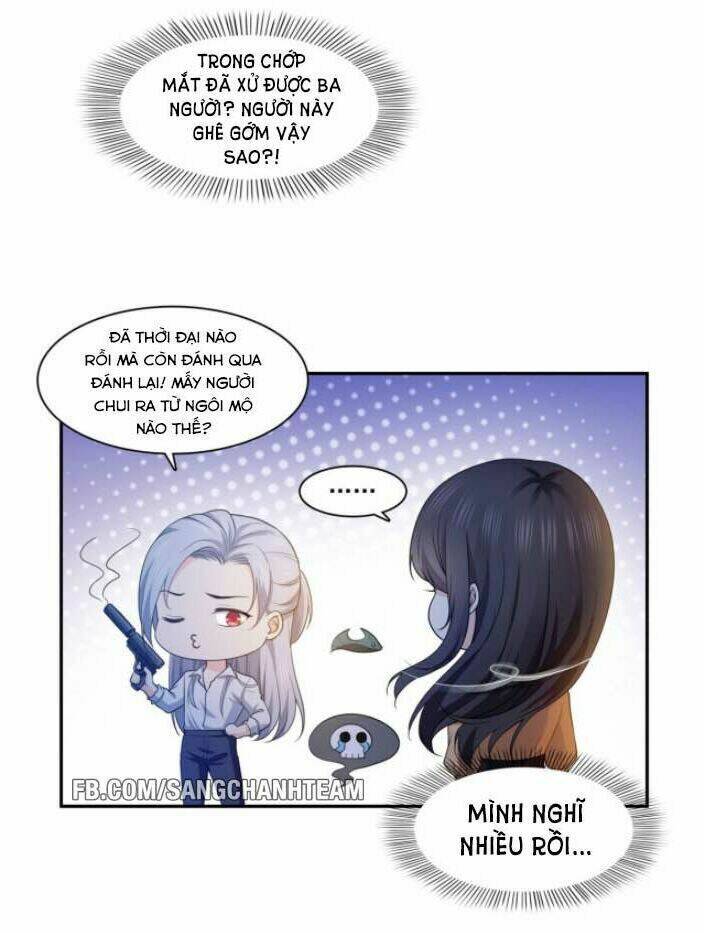 TRONG CHỚP
MẮT ĐÃ XỬ ĐƯỢC BA
NGƯỜI? NGƯỜI NÀY
GHÊ GỚM VẬY
SAO?!
ĐÃ THỜI ĐẠI NÀO
RỒI MÀ CÒN ĐÁNH QUA
ĐÁNH LẠI! MẤY NGƯỜI
CHUI RA TỪ NGÔI MỘ
NÀO THẾ?
......
FB.COM/SANGCHANHTEAM
MÌNH NGHĨ
NHIỀU RỒI...